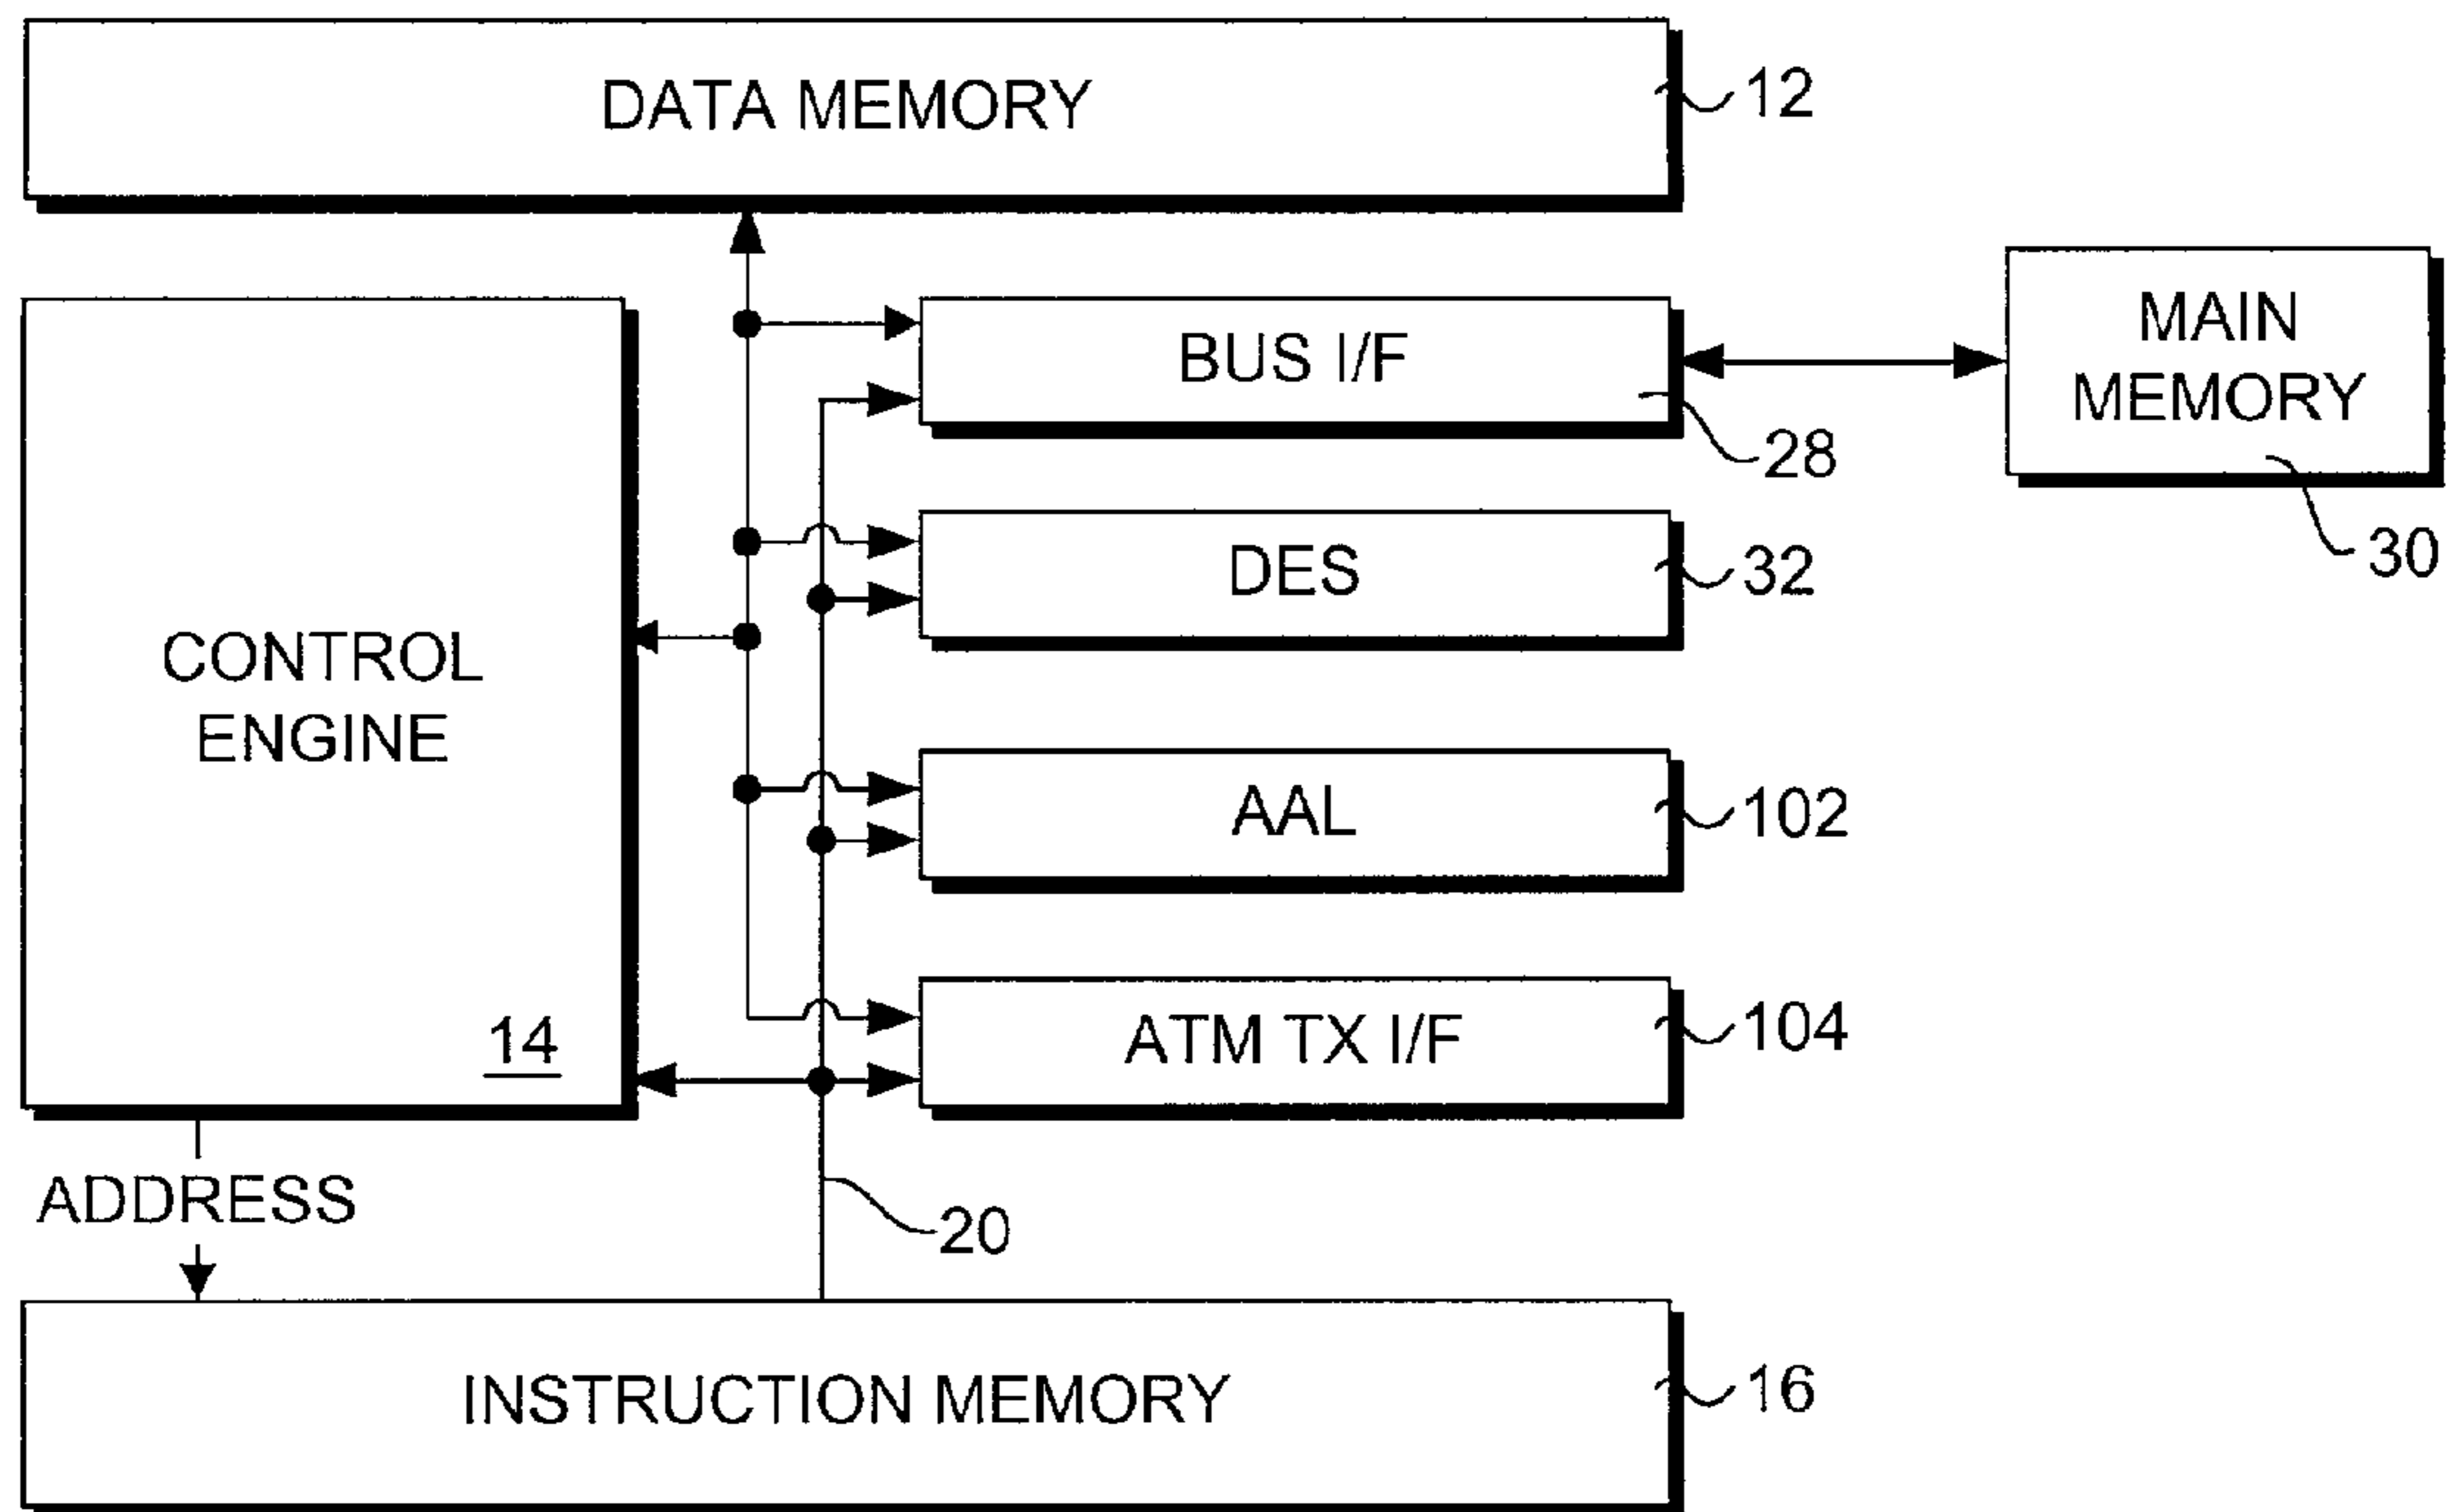 DATA MEMORY
12
BUS I/F
28
MAIN
MEMORY
30
DES
32
CONTROL
ENGINE
14
AAL
102
ATM TX I/F
104
ADDRESS
20
INSTRUCTION MEMORY
16